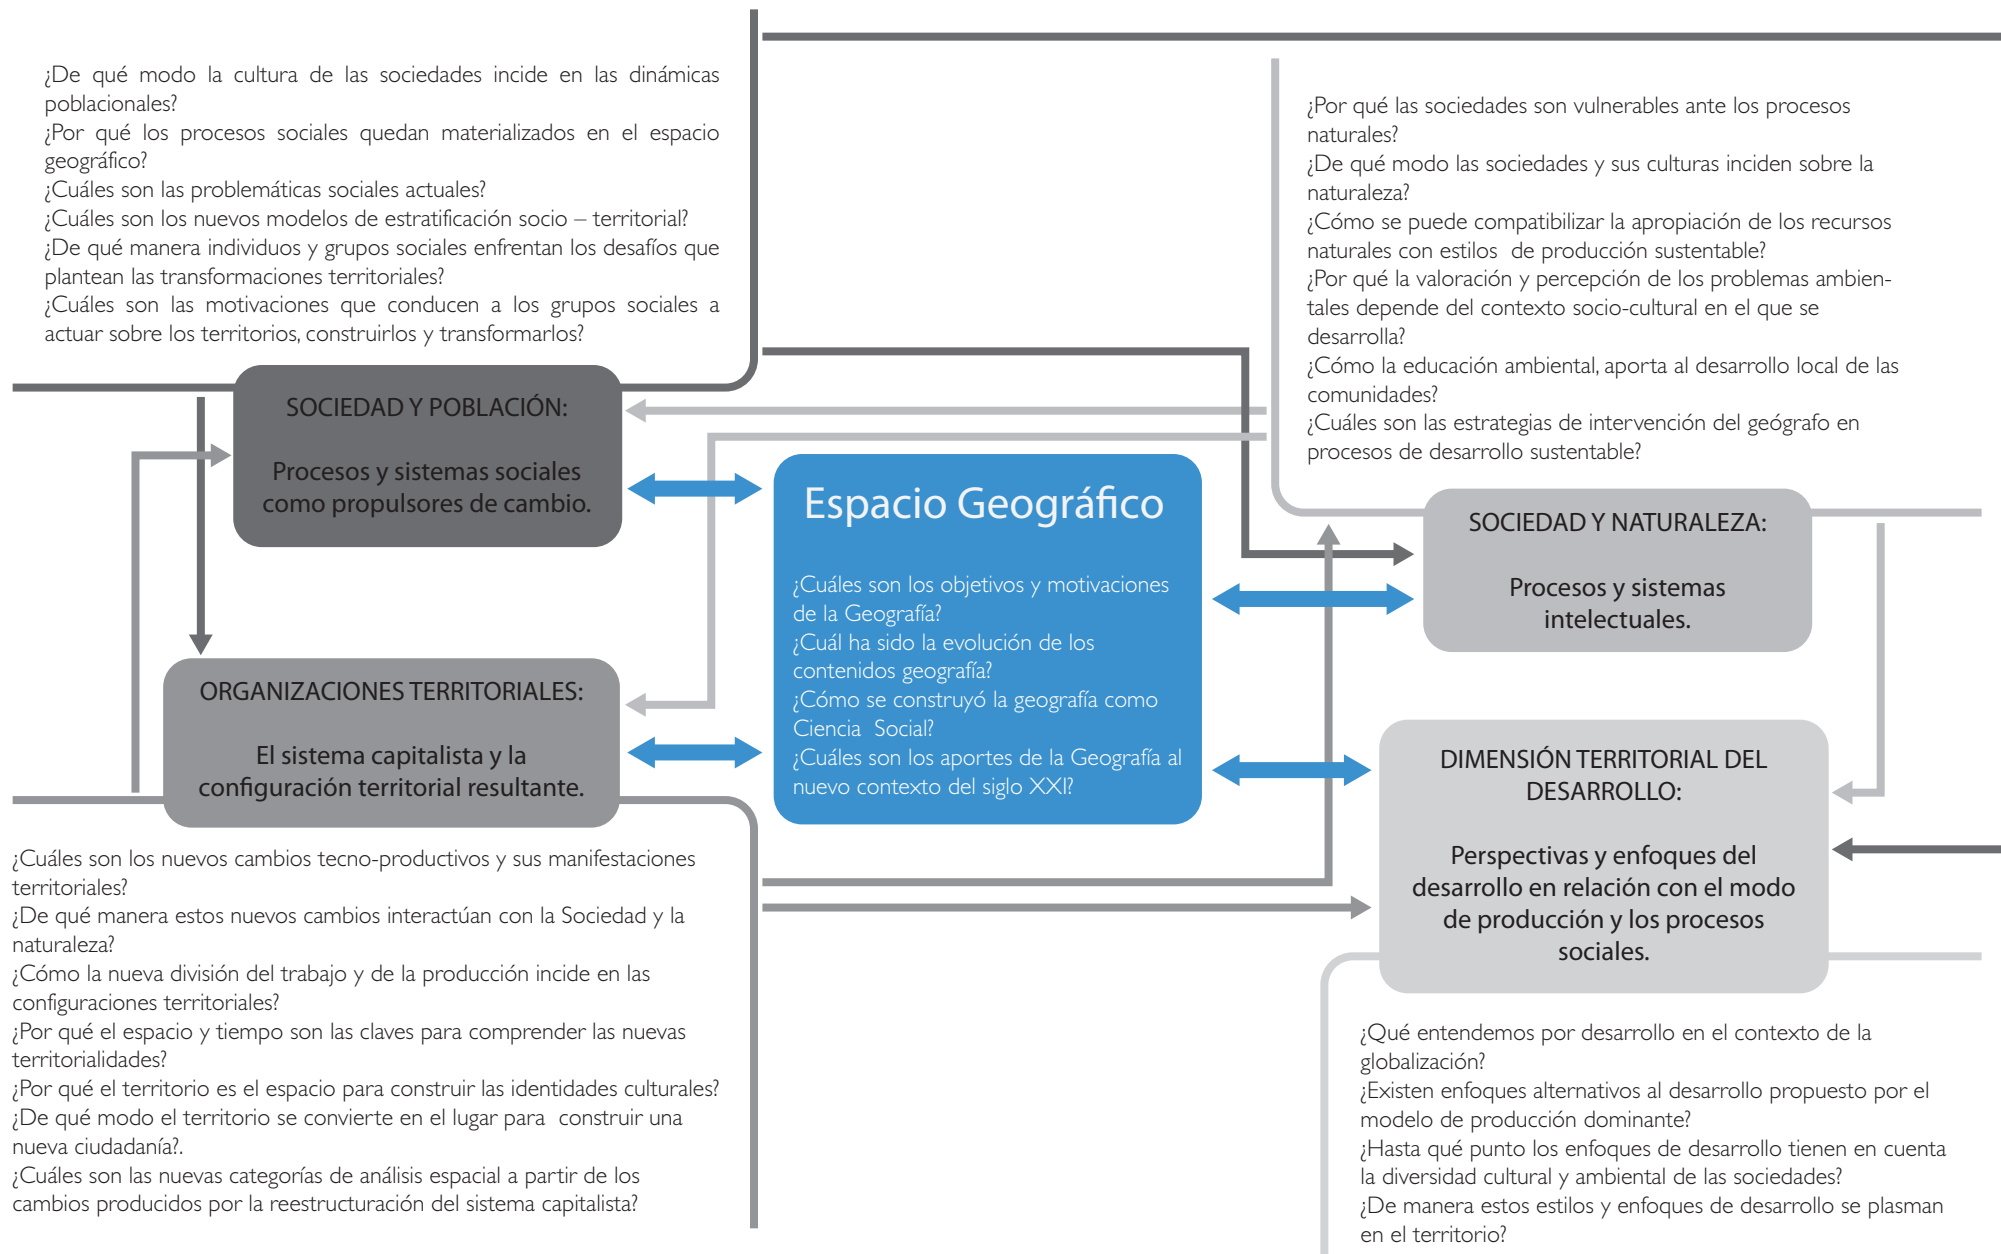 ¿De qué modo la cultura de las sociedades incide en las dinámicas
poblacionales?
¿Por qué los procesos sociales quedan materializados en el espacio
geográfico?
¿Cuáles son las problemáticas sociales actuales?
¿Cuáles son los nuevos modelos de estratificación socio – territorial?
¿De qué manera individuos y grupos sociales enfrentan los desafíos que
plantean las transformaciones territoriales?
¿Cuáles son las motivaciones que conducen a los grupos sociales a
actuar sobre los territorios, construirlos y transformarlos?
SOCIEDAD Y POBLACIÓN:
Procesos y sistemas sociales
como propulsores de cambio.
¿Por qué las sociedades son vulnerables ante los procesos
naturales?
¿De qué modo las sociedades y sus culturas inciden sobre la
naturaleza?
¿Cómo se puede compatibilizar la apropiación de los recursos
naturales con estilos  de producción sustentable?
¿Por qué la valoración y percepción de los problemas ambien-
tales depende del contexto socio-cultural en el que se
desarrolla?
¿Cómo la educación ambiental, aporta al desarrollo local de las
comunidades?
¿Cuáles son las estrategias de intervención del geógrafo en
procesos de desarrollo sustentable?
SOCIEDAD Y NATURALEZA:
Procesos y sistemas
intelectuales.
Espacio Geográfico
¿Cuáles son los objetivos y motivaciones
de la Geografía?
¿Cuál ha sido la evolución de los
contenidos geografía?
¿Cómo se construyó la geografía como
Ciencia  Social?
¿Cuáles son los aportes de la Geografía al
nuevo contexto del siglo XXI?
ORGANIZACIONES TERRITORIALES:
El sistema capitalista y la
configuración territorial resultante.
¿Cuáles son los nuevos cambios tecno-productivos y sus manifestaciones
territoriales?
¿De qué manera estos nuevos cambios interactúan con la Sociedad y la
naturaleza?
¿Cómo la nueva división del trabajo y de la producción incide en las
configuraciones territoriales?
¿Por qué el espacio y tiempo son las claves para comprender las nuevas
territorialidades?
¿Por qué el territorio es el espacio para construir las identidades culturales?
¿De qué modo el territorio se convierte en el lugar para  construir una
nueva ciudadanía?.
¿Cuáles son las nuevas categorías de análisis espacial a partir de los
cambios producidos por la reestructuración del sistema capitalista?
DIMENSIÓN TERRITORIAL DEL
DESARROLLO:
Perspectivas y enfoques del
desarrollo en relación con el modo
de producción y los procesos
sociales.
¿Qué entendemos por desarrollo en el contexto de la
globalización?
¿Existen enfoques alternativos al desarrollo propuesto por el
modelo de producción dominante?
¿Hasta qué punto los enfoques de desarrollo tienen en cuenta
la diversidad cultural y ambiental de las sociedades?
¿De manera estos estilos y enfoques de desarrollo se plasman
en el territorio?